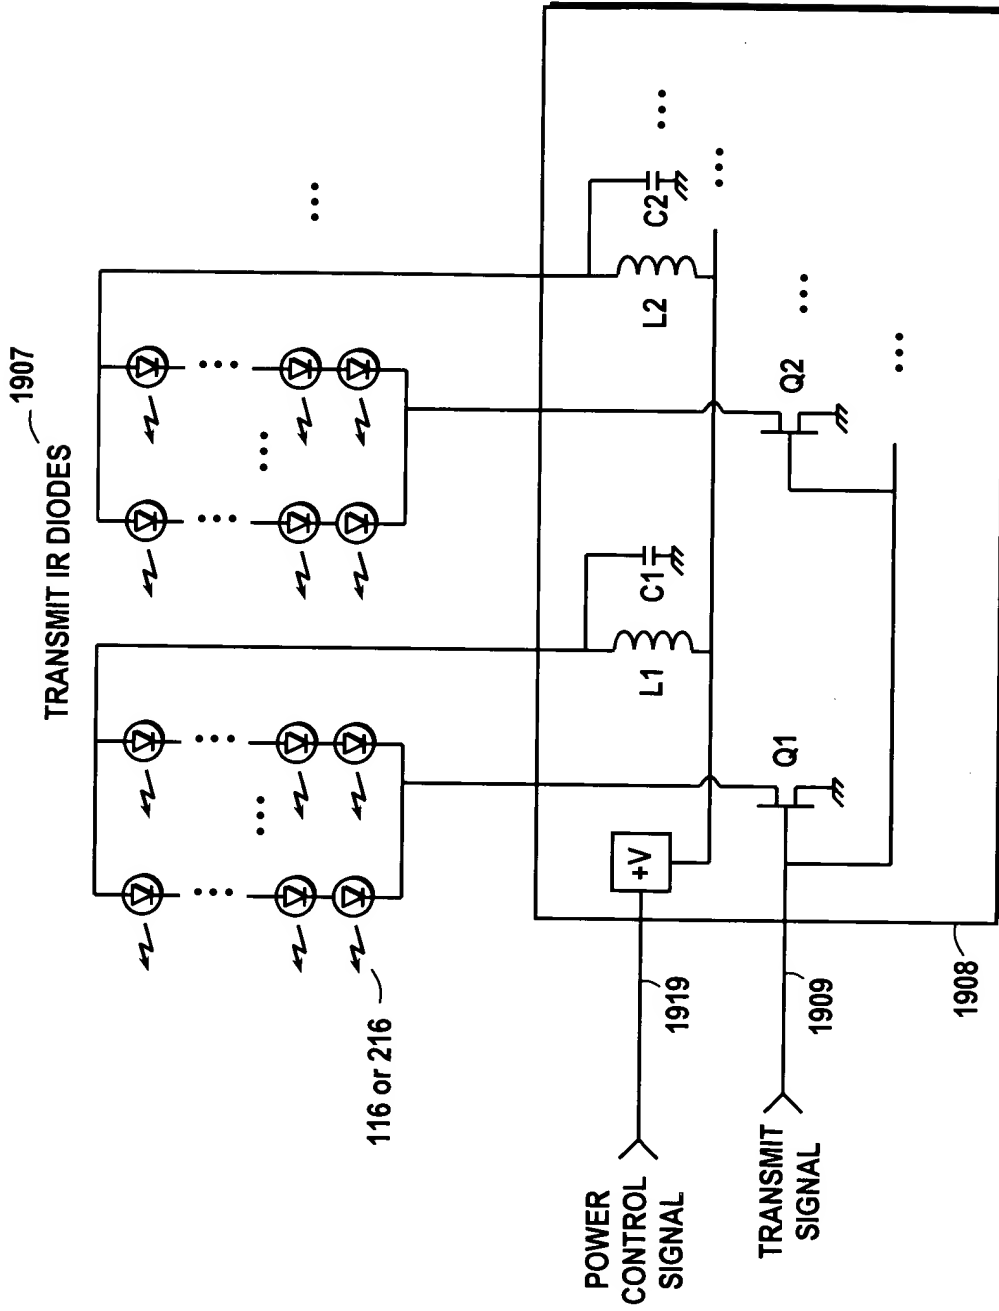 TRANSMIT IR DIODES
1907
116 or 216
POWER
CONTROL
SIGNAL
1919
+V
L1
C1
L2
C2
TRANSMIT
SIGNAL
1909
Q1
Q2
1908